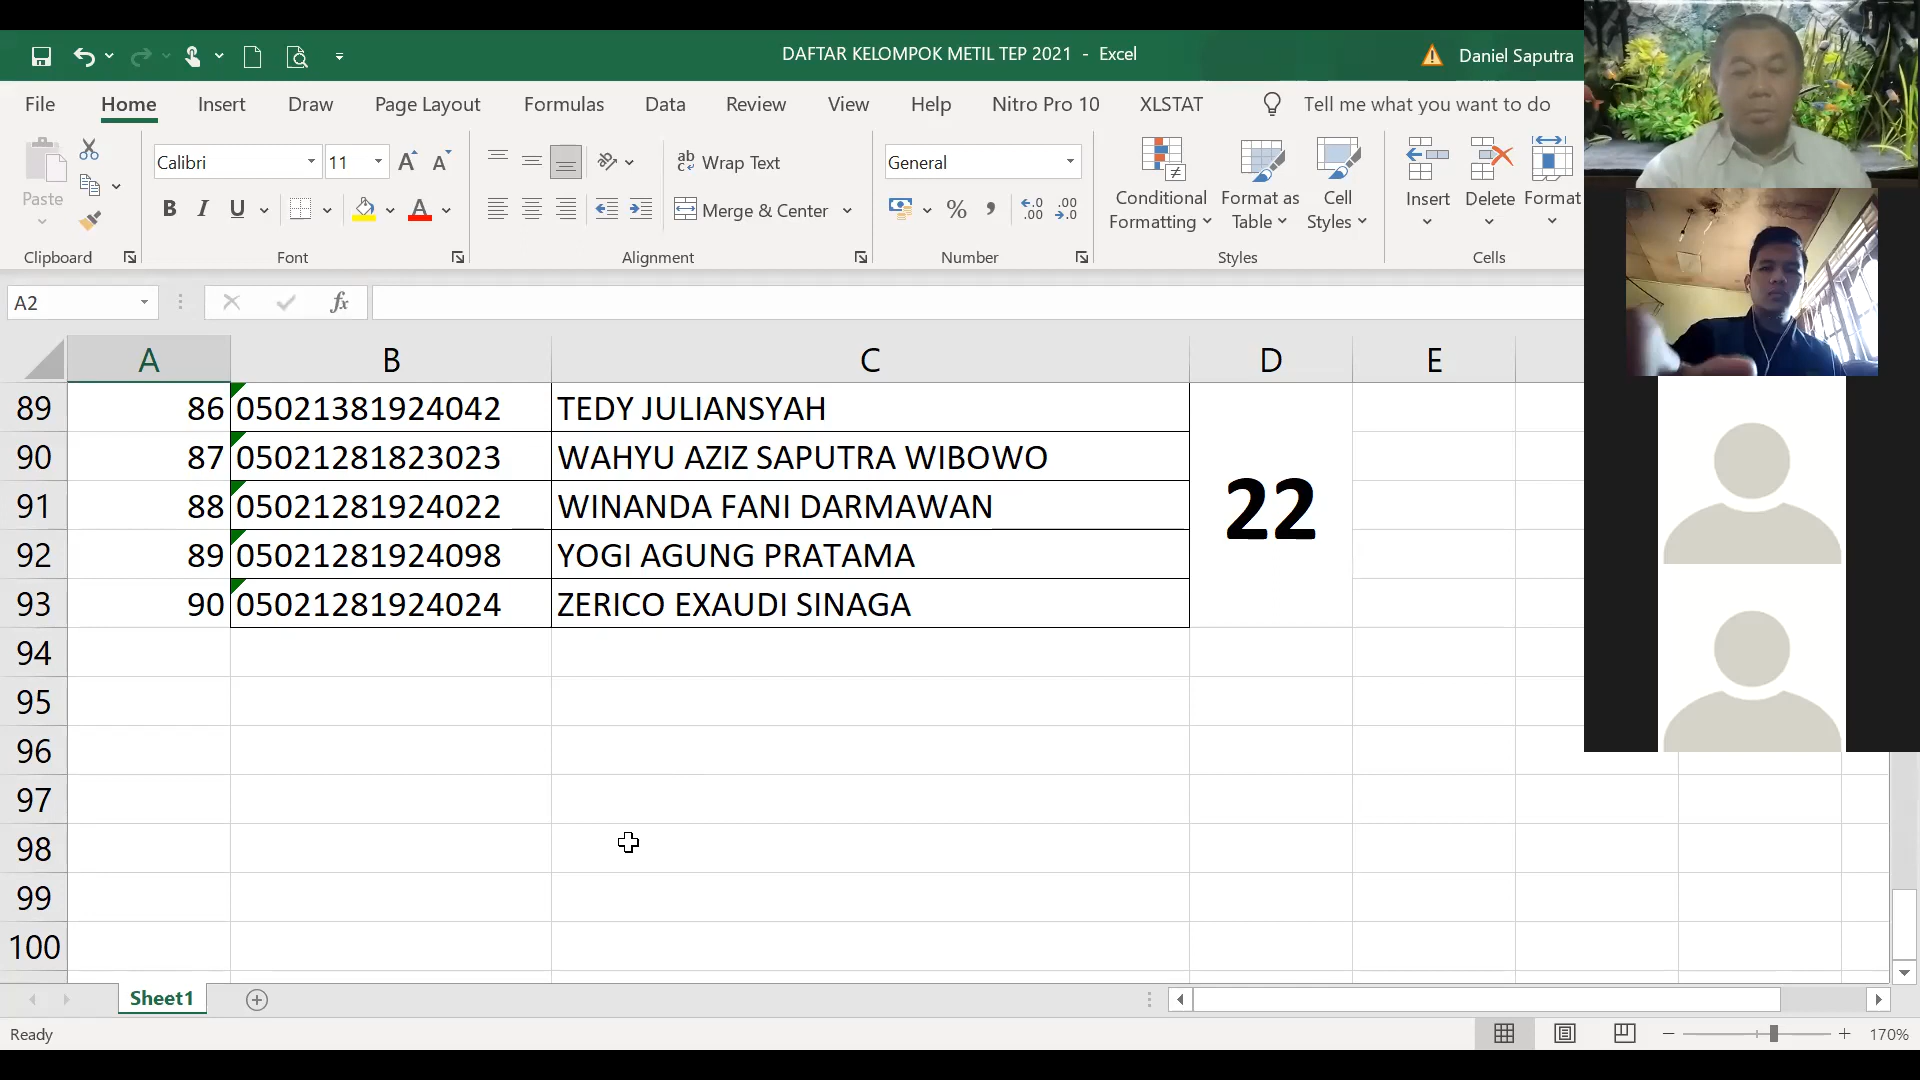 DAFTAR KELOMPOK METIL TEP 2021 - Excel
Daniel Saputra
File Home Insert Draw Page Layout Formulas Data Review View Help Nitro Pro 10 XLSTAT Tell me what you want to do
Paste
Clipboard
Calibri 11
B I U
Font
Wrap Text
Merge & Center
Alignment
General
Number
Conditional Formatting
Format as Table
Cell Styles
Styles
Insert Delete Format
Cells
A2
fx
A B C D E
89 86 05021381924042 TEDY JULIANSYAH
90 87 05021281823023 WAHYU AZIZ SAPUTRA WIBOWO
91 88 05021281924022 WINANDA FANI DARMAWAN
22
92 89 05021281924098 YOGI AGUNG PRATAMA
93 90 05021281924024 ZERICO EXAUDI SINAGA
94
95
96
97
98
99
100
Sheet1
Ready
170%